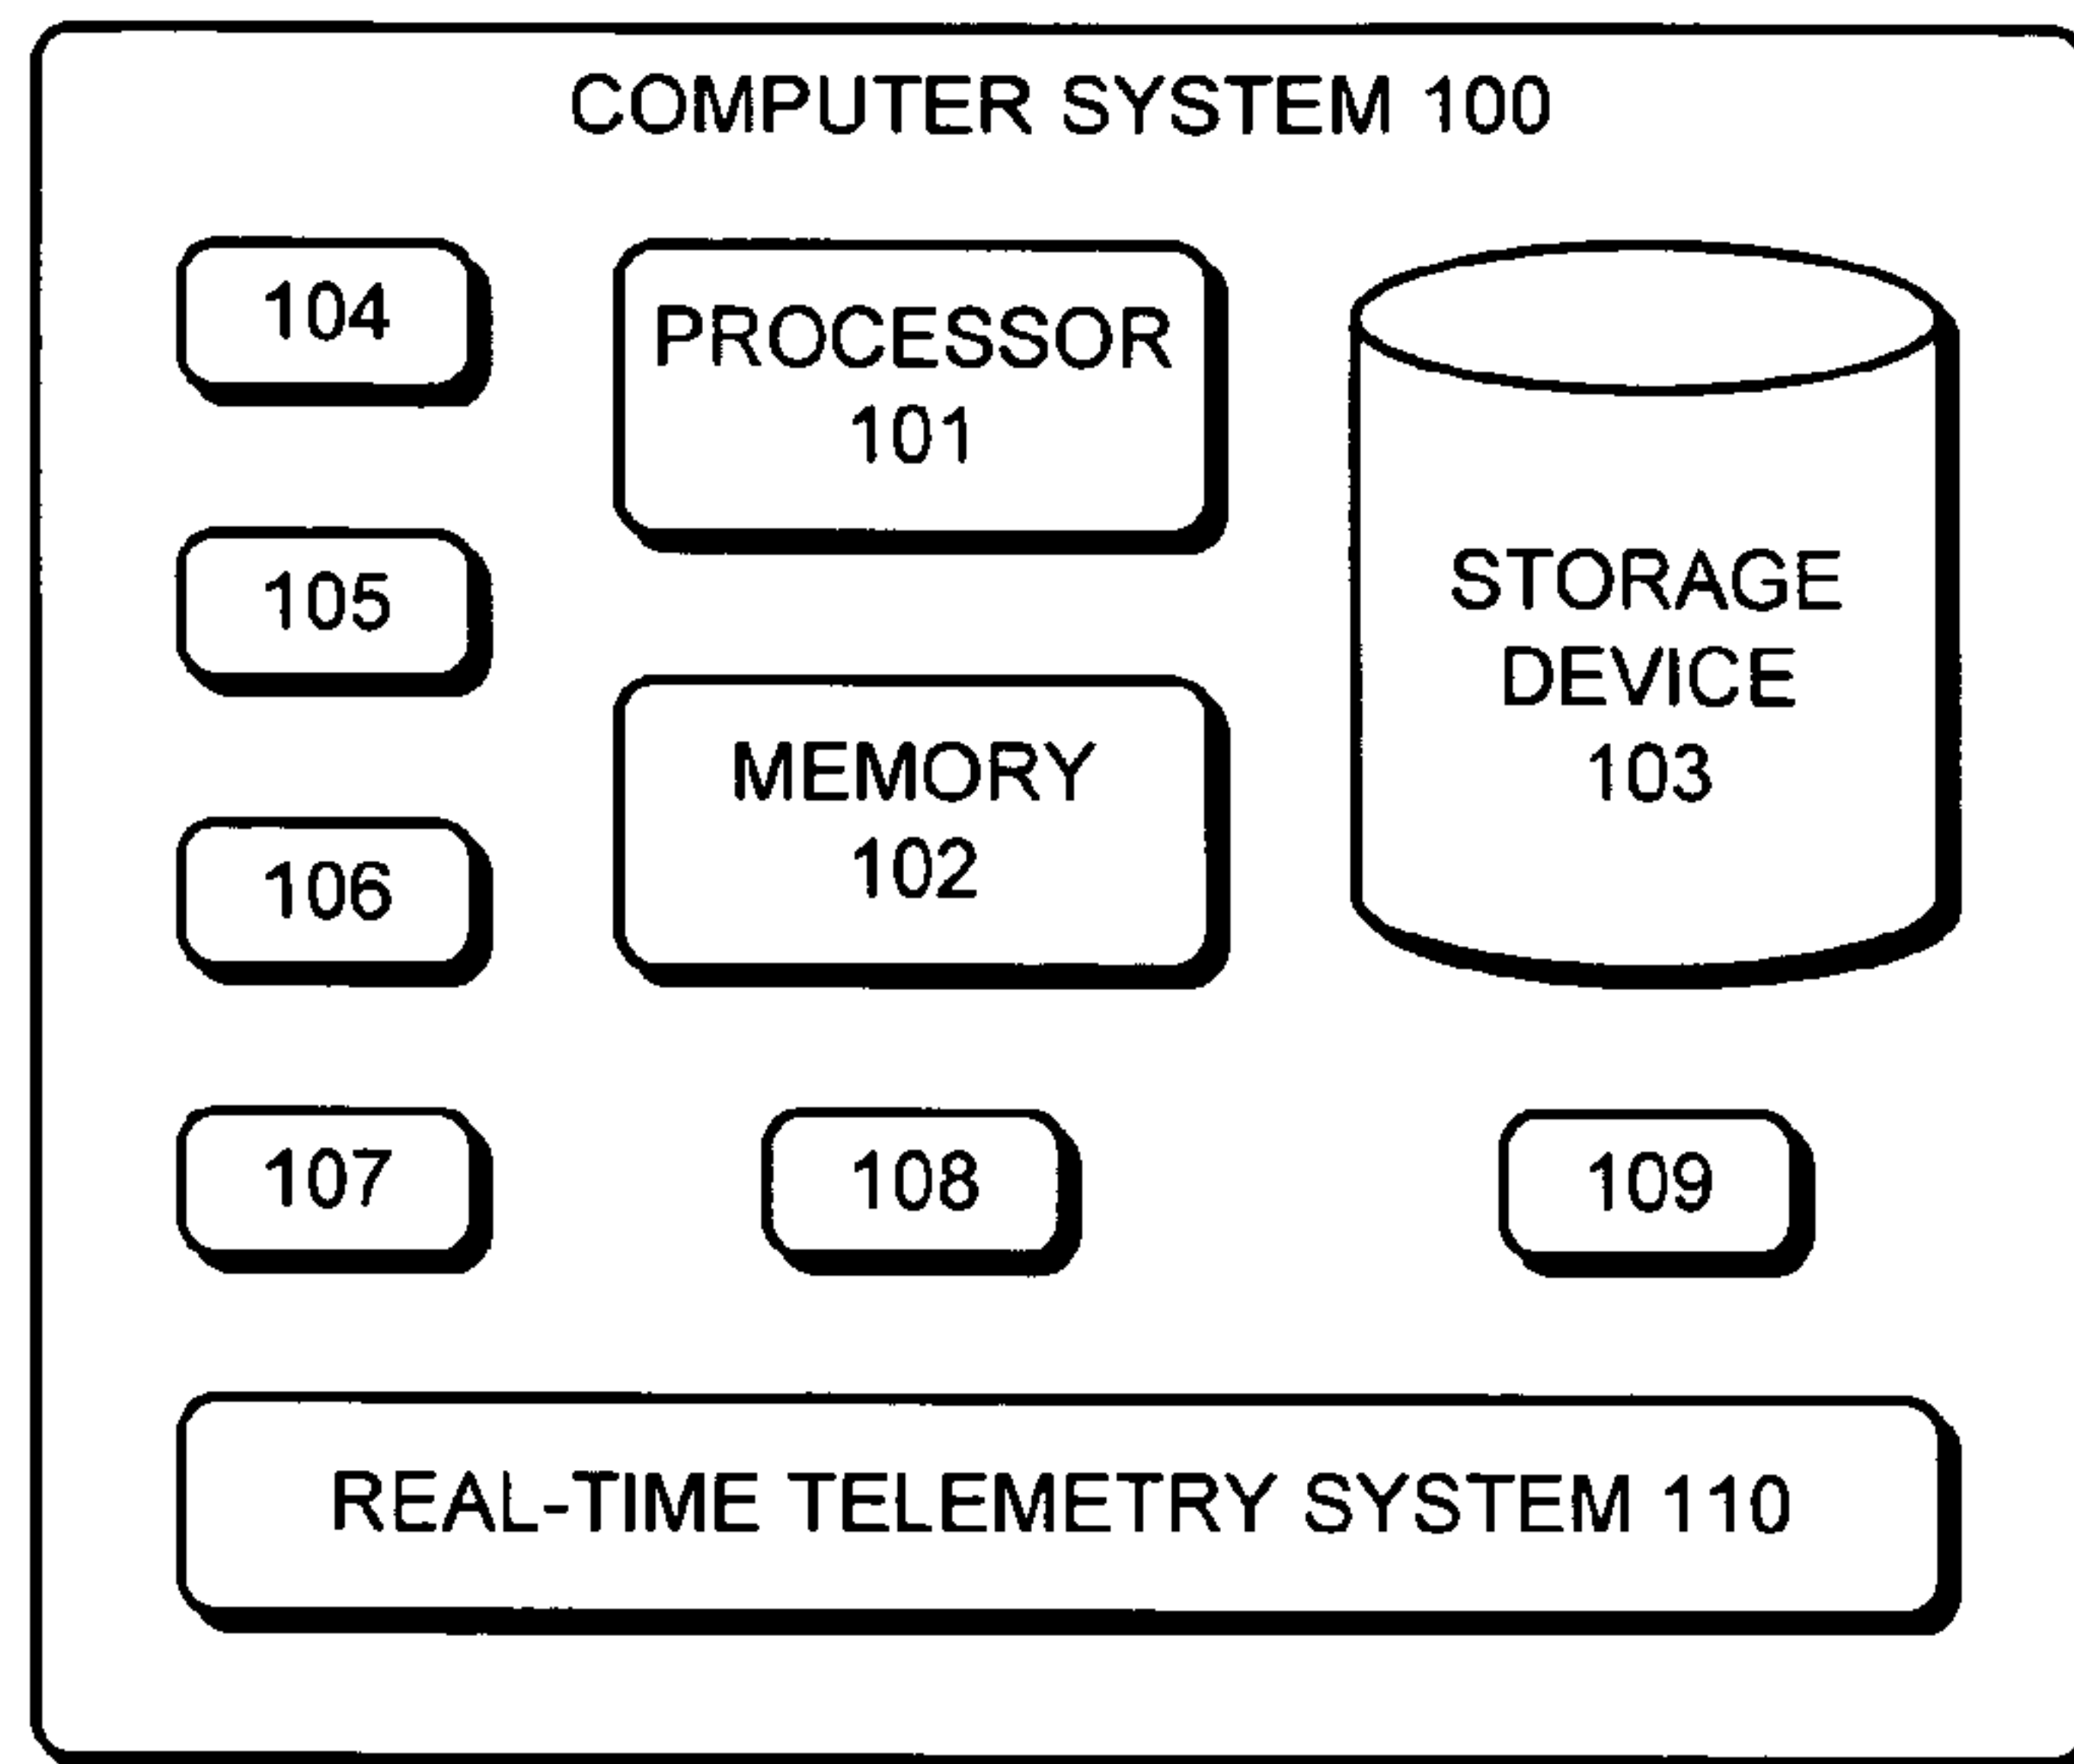 COMPUTER SYSTEM 100
104
PROCESSOR
101
105
STORAGE
DEVICE
103
MEMORY
102
106
107
108
109
REAL-TIME TELEMETRY SYSTEM 110